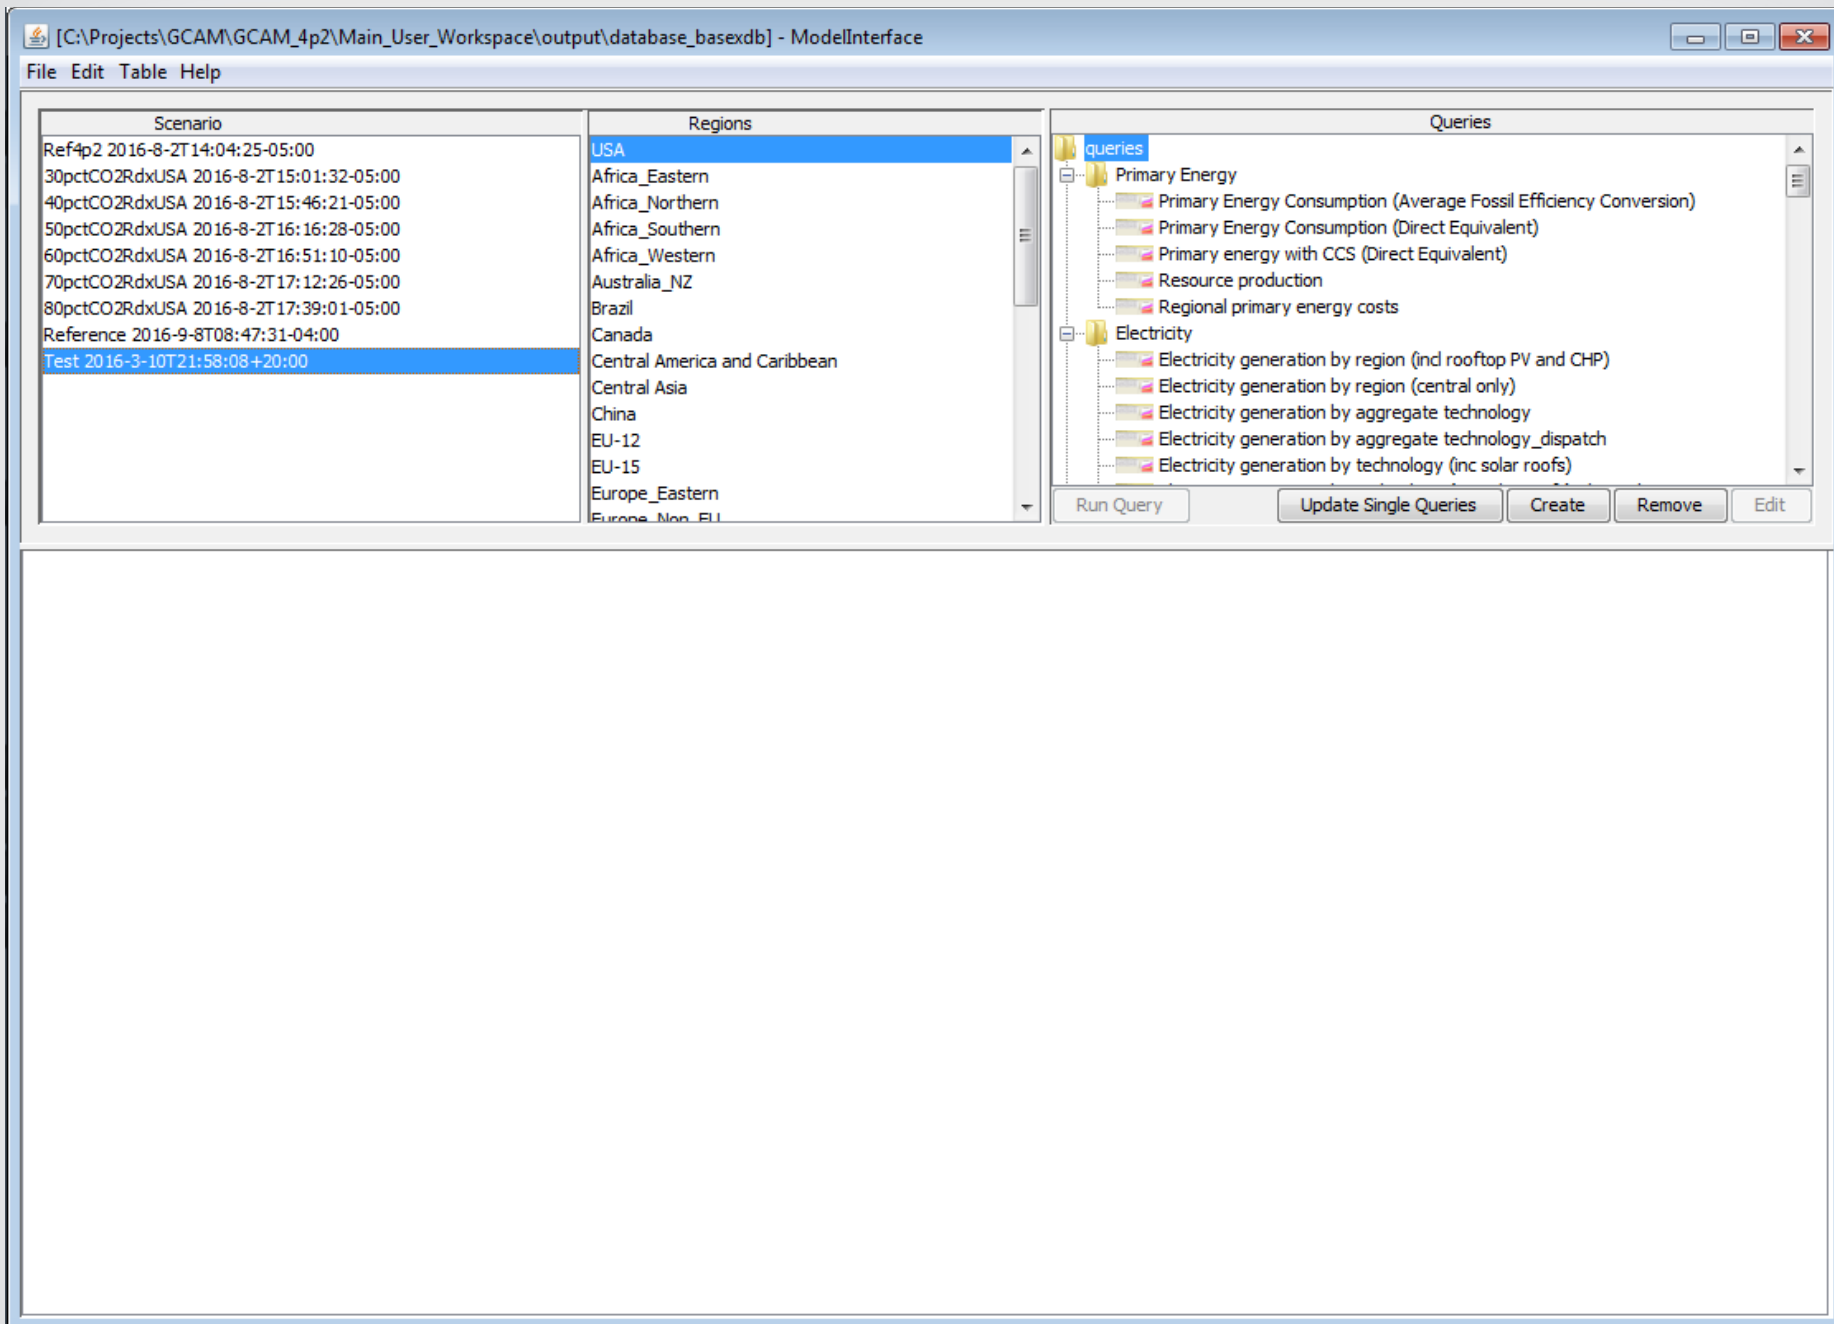 [C:\Projects\GCAM\GCAM_4p2\Main_User_Workspace\output\database_basexdb] - ModelInterface
File Edit Table Help
Scenario
Ref4p2 2016-8-2T14:04:25-05:00
30pctCO2RdxUSA 2016-8-2T15:01:32-05:00
40pctCO2RdxUSA 2016-8-2T15:46:21-05:00
50pctCO2RdxUSA 2016-8-2T16:16:28-05:00
60pctCO2RdxUSA 2016-8-2T16:51:10-05:00
70pctCO2RdxUSA 2016-8-2T17:12:26-05:00
80pctCO2RdxUSA 2016-8-2T17:39:01-05:00
Reference 2016-9-8T08:47:31-04:00
Test 2016-3-10T21:58:08+20:00
Regions
USA
Africa_Eastern
Africa_Northern
Africa_Southern
Africa_Western
Australia_NZ
Brazil
Canada
Central America and Caribbean
Central Asia
China
EU-12
EU-15
Europe_Eastern
Europe_Non_EU
Queries
queries
Primary Energy
Primary Energy Consumption (Average Fossil Efficiency Conversion)
Primary Energy Consumption (Direct Equivalent)
Primary energy with CCS (Direct Equivalent)
Resource production
Regional primary energy costs
Electricity
Electricity generation by region (incl rooftop PV and CHP)
Electricity generation by region (central only)
Electricity generation by aggregate technology
Electricity generation by aggregate technology_dispatch
Electricity generation by technology (inc solar roofs)
Run Query Update Single Queries Create Remove Edit